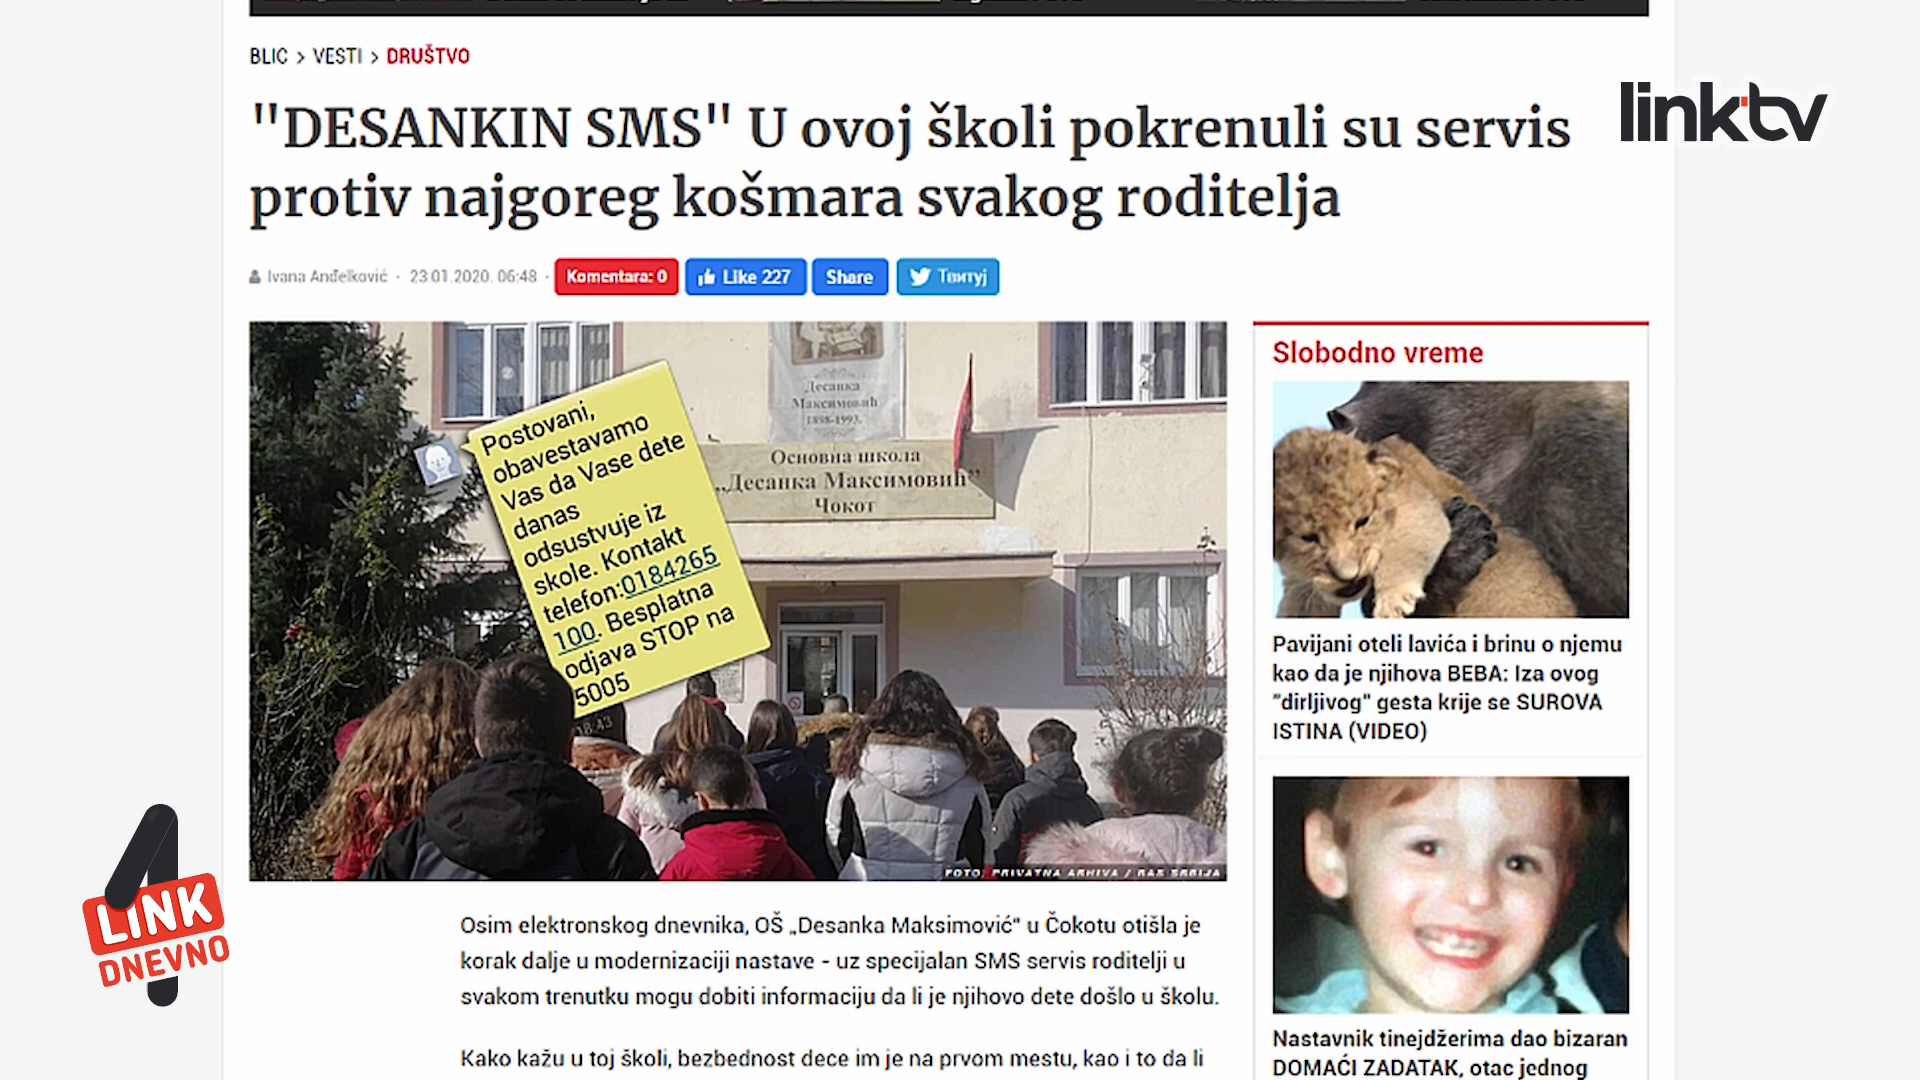 BLIC > VESTI > DRUŠTVO
linktv
"DESANKIN SMS" U ovoj školi pokrenuli su servis
protiv najgoreg košmara svakog roditelja
Ivana Anđelković - 23.01.2020. 06:48 - Komentara: 0 Like 227 Share Твитуј
Десанка
Максимовић
1898-1993.
Основна школа
„Десанка Максимовић”
Чокот
Postovani,
obavestavamo
Vas da Vase dete
danas
odsustvuje iz
skole. Kontakt
telefon:0184265
100. Besplatna
odjava STOP na
5005
18.43
FOTO: PRIVATNA ARHIVA / RAS SRBIJA
Slobodno vreme
Pavijani oteli lavića i brinu o njemu
kao da je njihova BEBA: Iza ovog
"dirljivog" gesta krije se SUROVA
ISTINA (VIDEO)
Nastavnik tinejdžerima dao bizaran
DOMAĆI ZADATAK, otac jednog
Osim elektronskog dnevnika, OŠ „Desanka Maksimović“ u Čokotu otišla je
korak dalje u modernizaciji nastave - uz specijalan SMS servis roditelji u
svakom trenutku mogu dobiti informaciju da li je njihovo dete došlo u školu.
Kako kažu u toj školi, bezbednost dece im je na prvom mestu, kao i to da li
4
LINK
DNEVNO